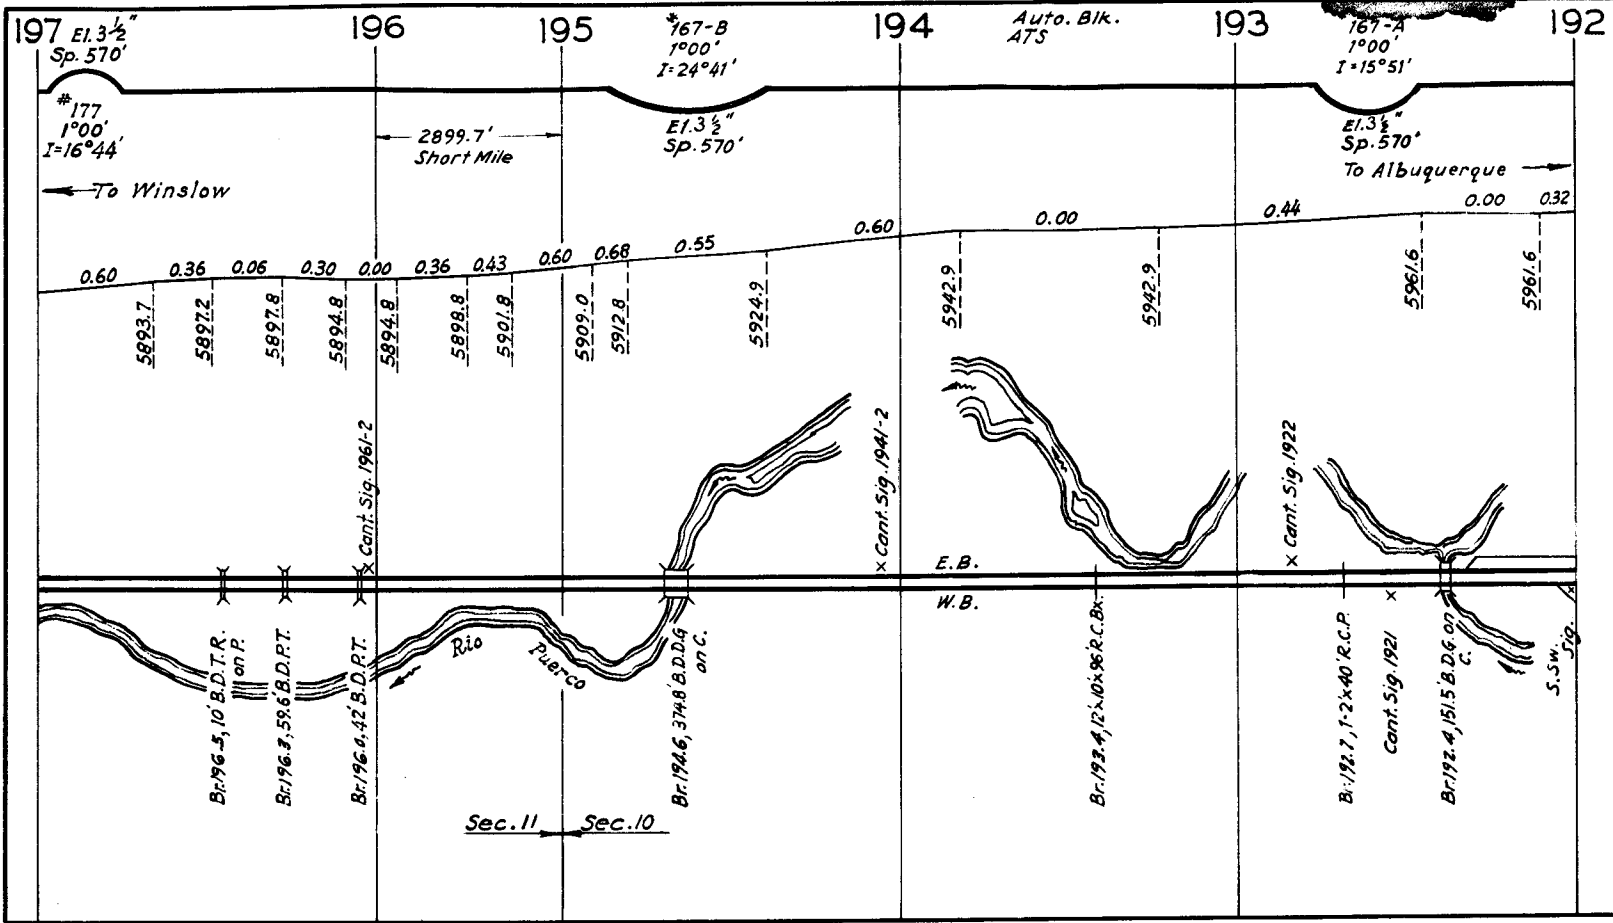 197
196
195
194
193
192
El. 3½"
Sp. 570'
#177
1°00'
I=16°44'
#167-B
1°00'
I=24°41'
El. 3½"
Sp. 570'
Auto. Blk.
ATS
167-A
1°00'
I=15°51'
El. 3½"
Sp. 570'
2899.7'
Short Mile
To Winslow
To Albuquerque
0.60
0.36
0.06
0.30
0.00
0.36
0.43
0.60
0.68
0.55
0.60
0.00
0.44
0.00
0.32
5893.7
5897.2
5897.8
5894.8
5894.8
5898.8
5901.8
5909.0
5912.8
5924.9
5942.9
5942.9
5961.6
5961.6
x Cant. Sig. 1961-2
x Cant. Sig. 1941-2
x Cant. Sig. 1922
E.B.
W.B.
Rio
Puerco
Br. 196.5, 10' B.D.T.R.
on P.
Br. 196.3, 59.6' B.D.P.T.
Br. 196.0, 42' B.D.P.T.
Br. 194.6, 374.8' B.D.D.G
on C.
Br. 193.4, 12'x10'x96' R.C.Bx.
Br. 192.7, 1-2'x40' R.C.P.
Cant. Sig. 1921
x
Br. 192.4, 151.5' B.D.G. on
C.
S. Sw.
Sig.
x
Sec. 11
Sec. 10